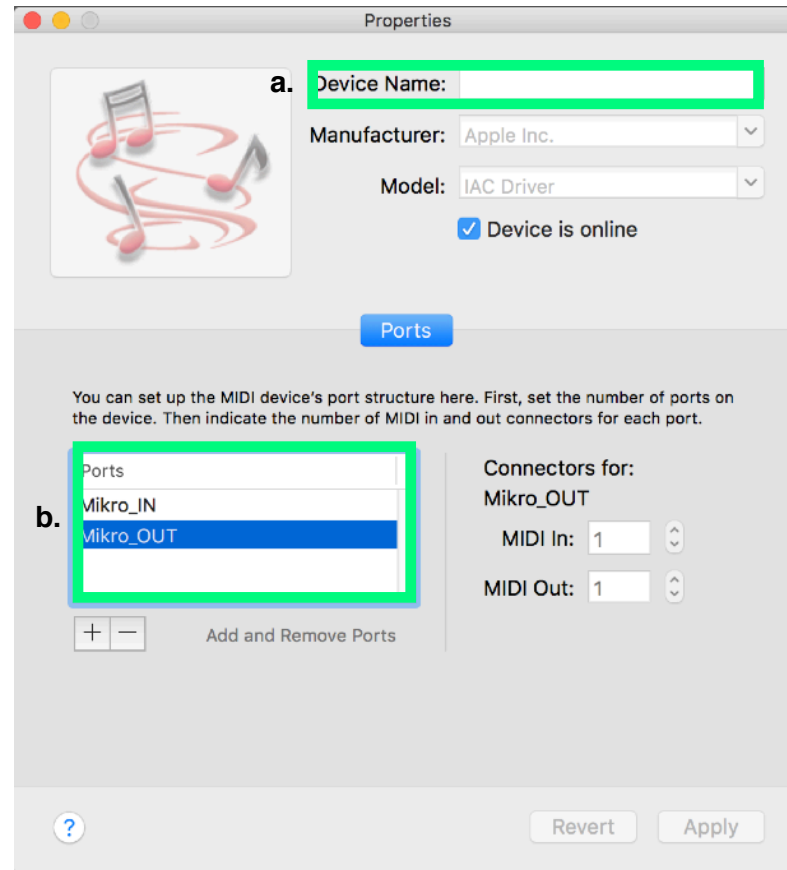 Properties
a. Device Name:
Manufacturer: Apple Inc.
Model: IAC Driver
Device is online
Ports
You can set up the MIDI device's port structure here. First, set the number of ports on
the device. Then indicate the number of MIDI in and out connectors for each port.
b.
Ports
Mikro_IN
Mikro_OUT
+ −
Add and Remove Ports
Connectors for:
Mikro_OUT
MIDI In: 1
MIDI Out: 1
?
Revert
Apply